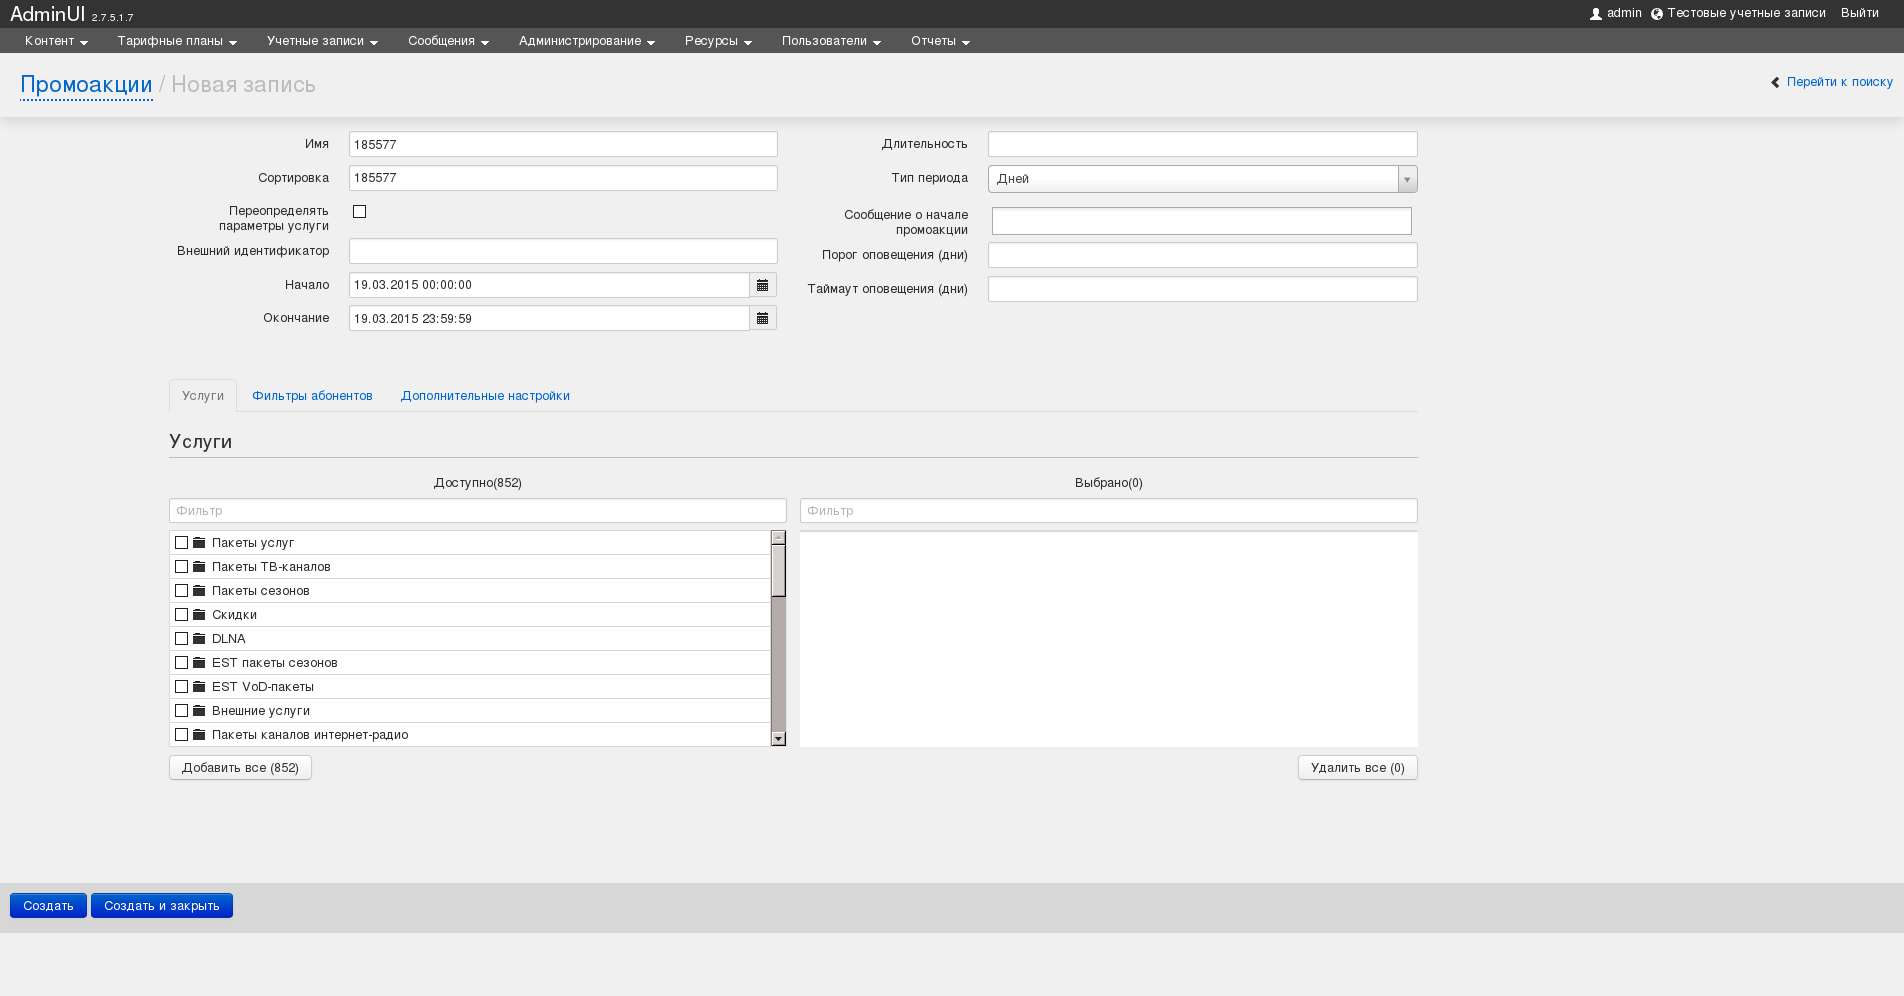 AdminUI 2.7.5.1.7
admin Тестовые учетные записи Выйти
Контент Тарифные планы Учетные записи Сообщения Администрирование Ресурсы Пользователи Отчеты
Промоакции / Новая запись
Перейти к поиску
Имя 185577
Сортировка 185577
Переопределять
параметры услуги
Внешний идентификатор
Начало 19.03.2015 00:00:00
Окончание 19.03.2015 23:59:59
Длительность
Тип периода Дней
Сообщение о начале
промоакции
Порог оповещения (дни)
Таймаут оповещения (дни)
Услуги Фильтры абонентов Дополнительные настройки
Услуги
Доступно(852)
Фильтр
Пакеты услуг
Пакеты ТВ-каналов
Пакеты сезонов
Скидки
DLNA
EST пакеты сезонов
EST VoD-пакеты
Внешние услуги
Пакеты каналов интернет-радио
Добавить все (852)
Выбрано(0)
Фильтр
Удалить все (0)
Создать Создать и закрыть